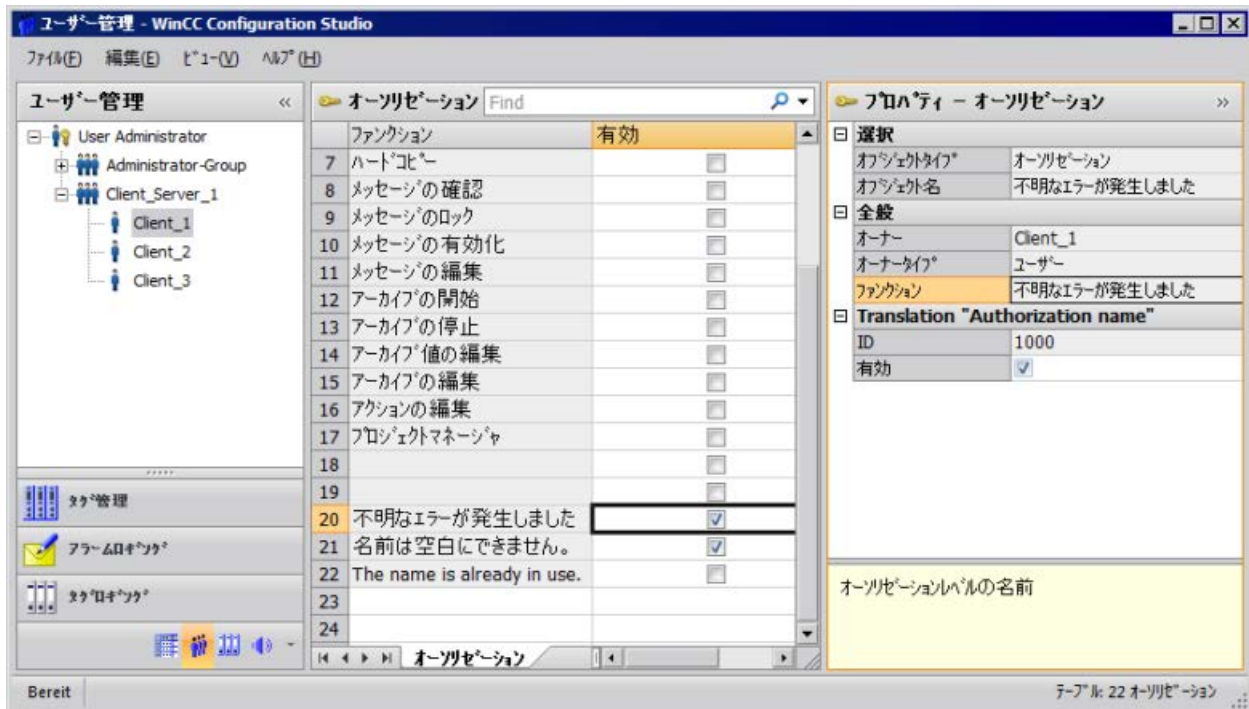 ユーザー管理 - WinCC Configuration Studio
ファイル(F) 編集(E) ビュー(V) ヘルプ(H)
ユーザー管理 «
User Administrator
Administrator-Group
Client_Server_1
Client_1
Client_2
Client_3
タグ管理
アラームロギング
タグロギング
オーソリゼーション Find
ファンクション 有効
7 ハードコピー
8 メッセージの確認
9 メッセージのロック
10 メッセージの有効化
11 メッセージの編集
12 アーカイブの開始
13 アーカイブの停止
14 アーカイブ値の編集
15 アーカイブの編集
16 アクションの編集
17 プロジェクトマネージャ
18
19
20 不明なエラーが発生しました
21 名前は空白にできません。
22 The name is already in use.
23
24
オーソリゼーション
プロパティ - オーソリゼーション »
選択
オブジェクトタイプ オーソリゼーション
オブジェクト名 不明なエラーが発生しました
全般
オーナー Client_1
オーナータイプ ユーザー
ファンクション 不明なエラーが発生しました
Translation "Authorization name"
ID 1000
有効
オーソリゼーションレベルの名前
Bereit
テーブル: 22 オーソリゼーション